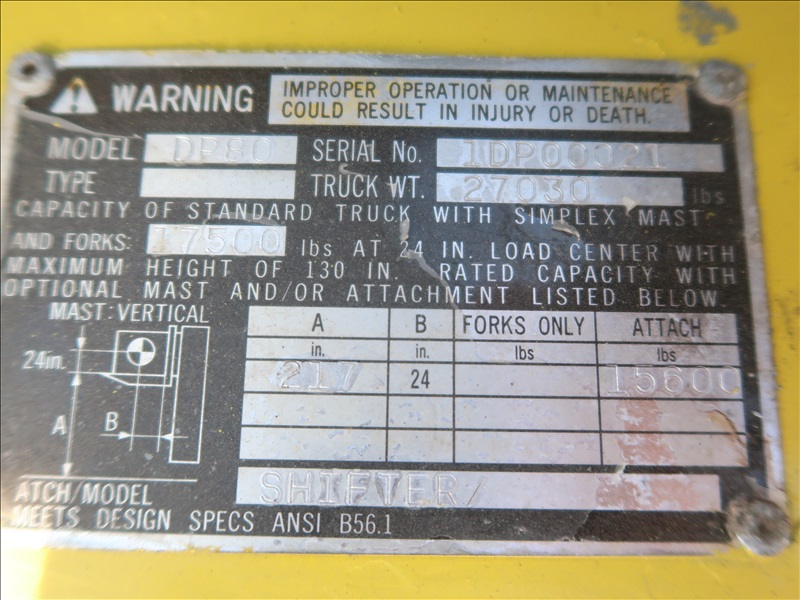 WARNING IMPROPER OPERATION OR MAINTENANCE
COULD RESULT IN INJURY OR DEATH.
MODEL DP80 SERIAL No. 1DP00021
TYPE TRUCK WT. 27030 lbs
CAPACITY OF STANDARD TRUCK WITH SIMPLEX MAST
AND FORKS: 17500 lbs AT 24 IN. LOAD CENTER WITH
MAXIMUM HEIGHT OF 130 IN. RATED CAPACITY WITH
OPTIONAL MAST AND/OR ATTACHMENT LISTED BELOW.
MAST: VERTICAL
24in.
A
B
A B FORKS ONLY ATTACH
in. in. lbs lbs
217 24 15600
ATCH/MODEL SHIFTER/
MEETS DESIGN SPECS ANSI B56.1